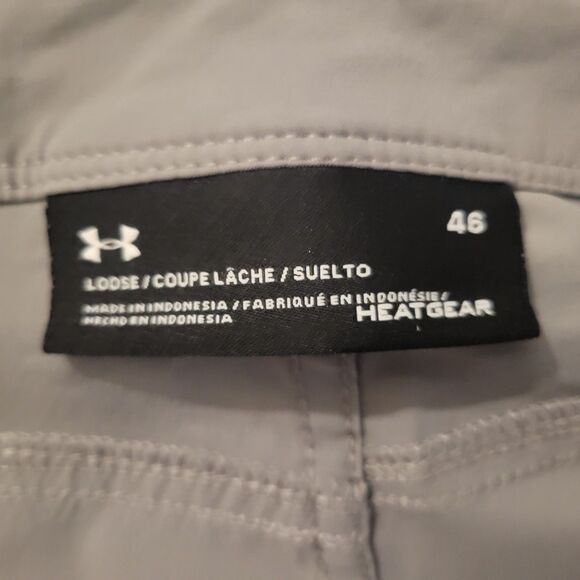 46
LOOSE / COUPE LÂCHE / SUELTO
MADE IN INDONESIA / FABRIQUÉ EN INDONÉSIE /
HECHO EN INDONESIA
HEATGEAR